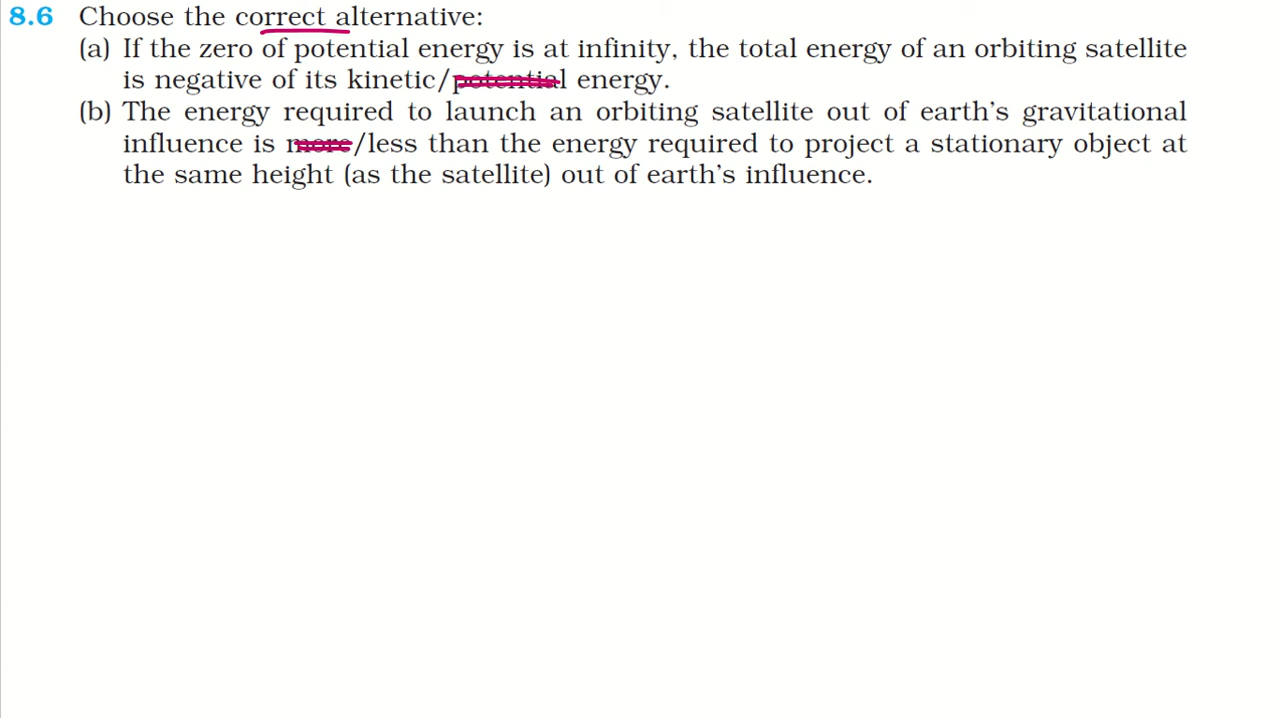 8.6 Choose the correct alternative:
(a) If the zero of potential energy is at infinity, the total energy of an orbiting satellite
is negative of its kinetic/potential energy.
(b) The energy required to launch an orbiting satellite out of earth's gravitational
influence is more/less than the energy required to project a stationary object at
the same height (as the satellite) out of earth's influence.